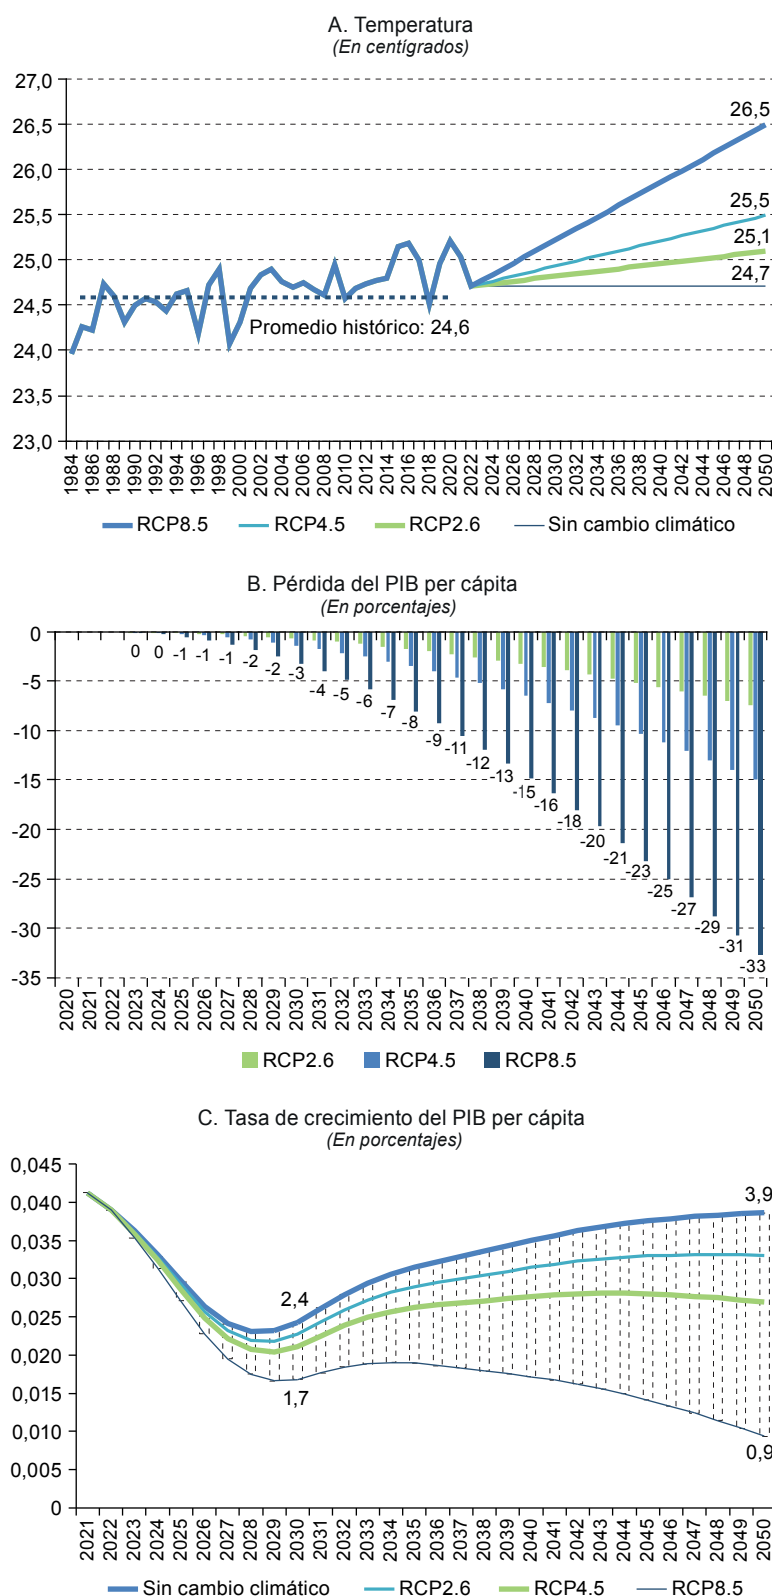 A. Temperatura
(En centígrados)
27,0
26,5
26,0
25,5
25,0
24,5
24,0
23,5
23,0
26,5
25,5
25,1
24,7
Promedio histórico: 24,6
1984 1986 1988 1990 1992 1994 1996 1998 2000 2002 2004 2006 2008 2010 2012 2014 2016 2018 2020 2022 2024 2026 2028 2030 2032 2034 2036 2038 2040 2042 2044 2046 2048 2050
RCP8.5 RCP4.5 RCP2.6 Sin cambio climático
B. Pérdida del PIB per cápita
(En porcentajes)
0
-5
-10
-15
-20
-25
-30
-35
0 0 -1 -1 -1 -2 -2 -3 -4 -5 -6 -7 -8 -9 -11 -12 -13 -15 -16 -18 -20 -21 -23 -25 -27 -29 -31 -33
2020 2021 2022 2023 2024 2025 2026 2027 2028 2029 2030 2031 2032 2033 2034 2035 2036 2037 2038 2039 2040 2041 2042 2043 2044 2045 2046 2047 2048 2049 2050
RCP2.6 RCP4.5 RCP8.5
C. Tasa de crecimiento del PIB per cápita
(En porcentajes)
0,045
0,040
0,035
0,030
0,025
0,020
0,015
0,010
0,005
0
3,9
2,4
1,7
0,9
2021 2022 2023 2024 2025 2026 2027 2028 2029 2030 2031 2032 2033 2034 2035 2036 2037 2038 2039 2040 2041 2042 2043 2044 2045 2046 2047 2048 2049 2050
Sin cambio climático RCP2.6 RCP4.5 RCP8.5